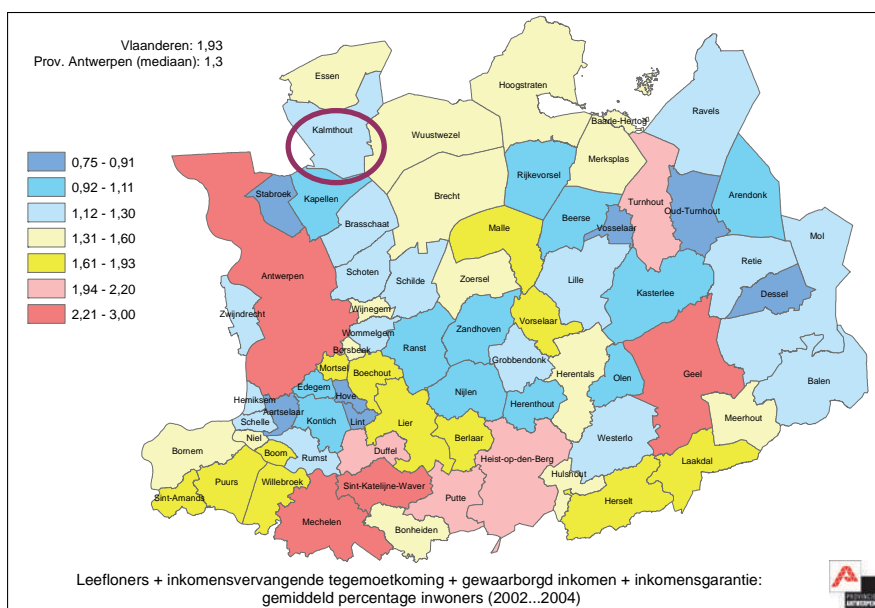 Vlaanderen: 1,93
Prov. Antwerpen (mediaan): 1,3
0,75 - 0,91
0,92 - 1,11
1,12 - 1,30
1,31 - 1,60
1,61 - 1,93
1,94 - 2,20
2,21 - 3,00
Essen
Hoogstraten
Ravels
Kalmthout
Wuustwezel
Baarle-Hertog
Merksplas
Rijkevorsel
Turnhout
Arendonk
Stabroek
Kapellen
Brecht
Oud-Turnhout
Brasschaat
Beerse
Vosselaar
Malle
Mol
Retie
Antwerpen
Schoten
Schilde
Zoersel
Lille
Kasterlee
Dessel
Zwijndrecht
Wijnegem
Vorselaar
Wommelgem
Zandhoven
Ranst
Borsbeek
Grobbendonk
Mortsel
Boechout
Herentals
Geel
Balen
Edegem
Hove
Nijlen
Olen
Hemiksem
Aartselaar
Herenthout
Schelle
Kontich
Lint
Lier
Meerhout
Niel
Berlaar
Westerlo
Bornem
Boom
Rumst
Duffel
Heist-op-den-Berg
Laakdal
Hulshout
Puurs
Willebroek
Sint-Katelijne-Waver
Sint-Amands
Putte
Herselt
Mechelen
Bonheiden
Leefloners + inkomensvervangende tegemoetkoming + gewaarborgd inkomen + inkomensgarantie:
gemiddeld percentage inwoners (2002...2004)
PROVINCIE
ANTWERPEN